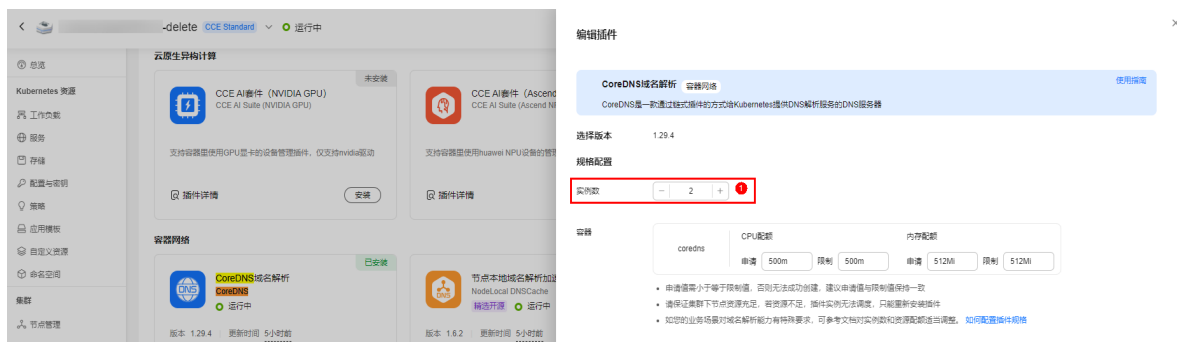 -delete CCE Standard 运行中
总览
Kubernetes 资源
工作负载
服务
存储
配置与密钥
策略
应用模板
自定义资源
命名空间
集群
节点管理
云原生异构计算
未安装
CCE AI套件（NVIDIA GPU）
CCE AI Suite (NVIDIA GPU)
支持容器里使用GPU显卡的设备管理插件，仅支持nvidia驱动
插件详情
安装
CCE AI套件（Ascend
CCE AI Suite (Ascend NP
支持容器里使用huawei NPU设备的管理
插件详情
容器网络
已安装
CoreDNS域名解析
CoreDNS
运行中
版本 1.29.4 更新时间 5小时前
节点本地域名解析加速
NodeLocal DNSCache
精选开源 运行中
版本 1.6.2 更新时间 5小时前
编辑插件
CoreDNS域名解析 容器网络
使用指南
CoreDNS是一款通过链式插件的方式给Kubernetes提供DNS解析服务的DNS服务器
选择版本 1.29.4
规格配置
实例数 − 2 + 1
容器
CPU配额 内存配额
coredns
申请 500m 限制 500m 申请 512Mi 限制 512Mi
• 申请值需小于等于限制值，否则无法成功创建，建议申请值与限制值保持一致
• 请保证集群下节点资源充足，若资源不足，插件实例无法调度，只能重新安装插件
• 如您的业务场景对域名解析能力有特殊要求，可参考文档对实例数和资源配额适当调整。 如何配置插件规格